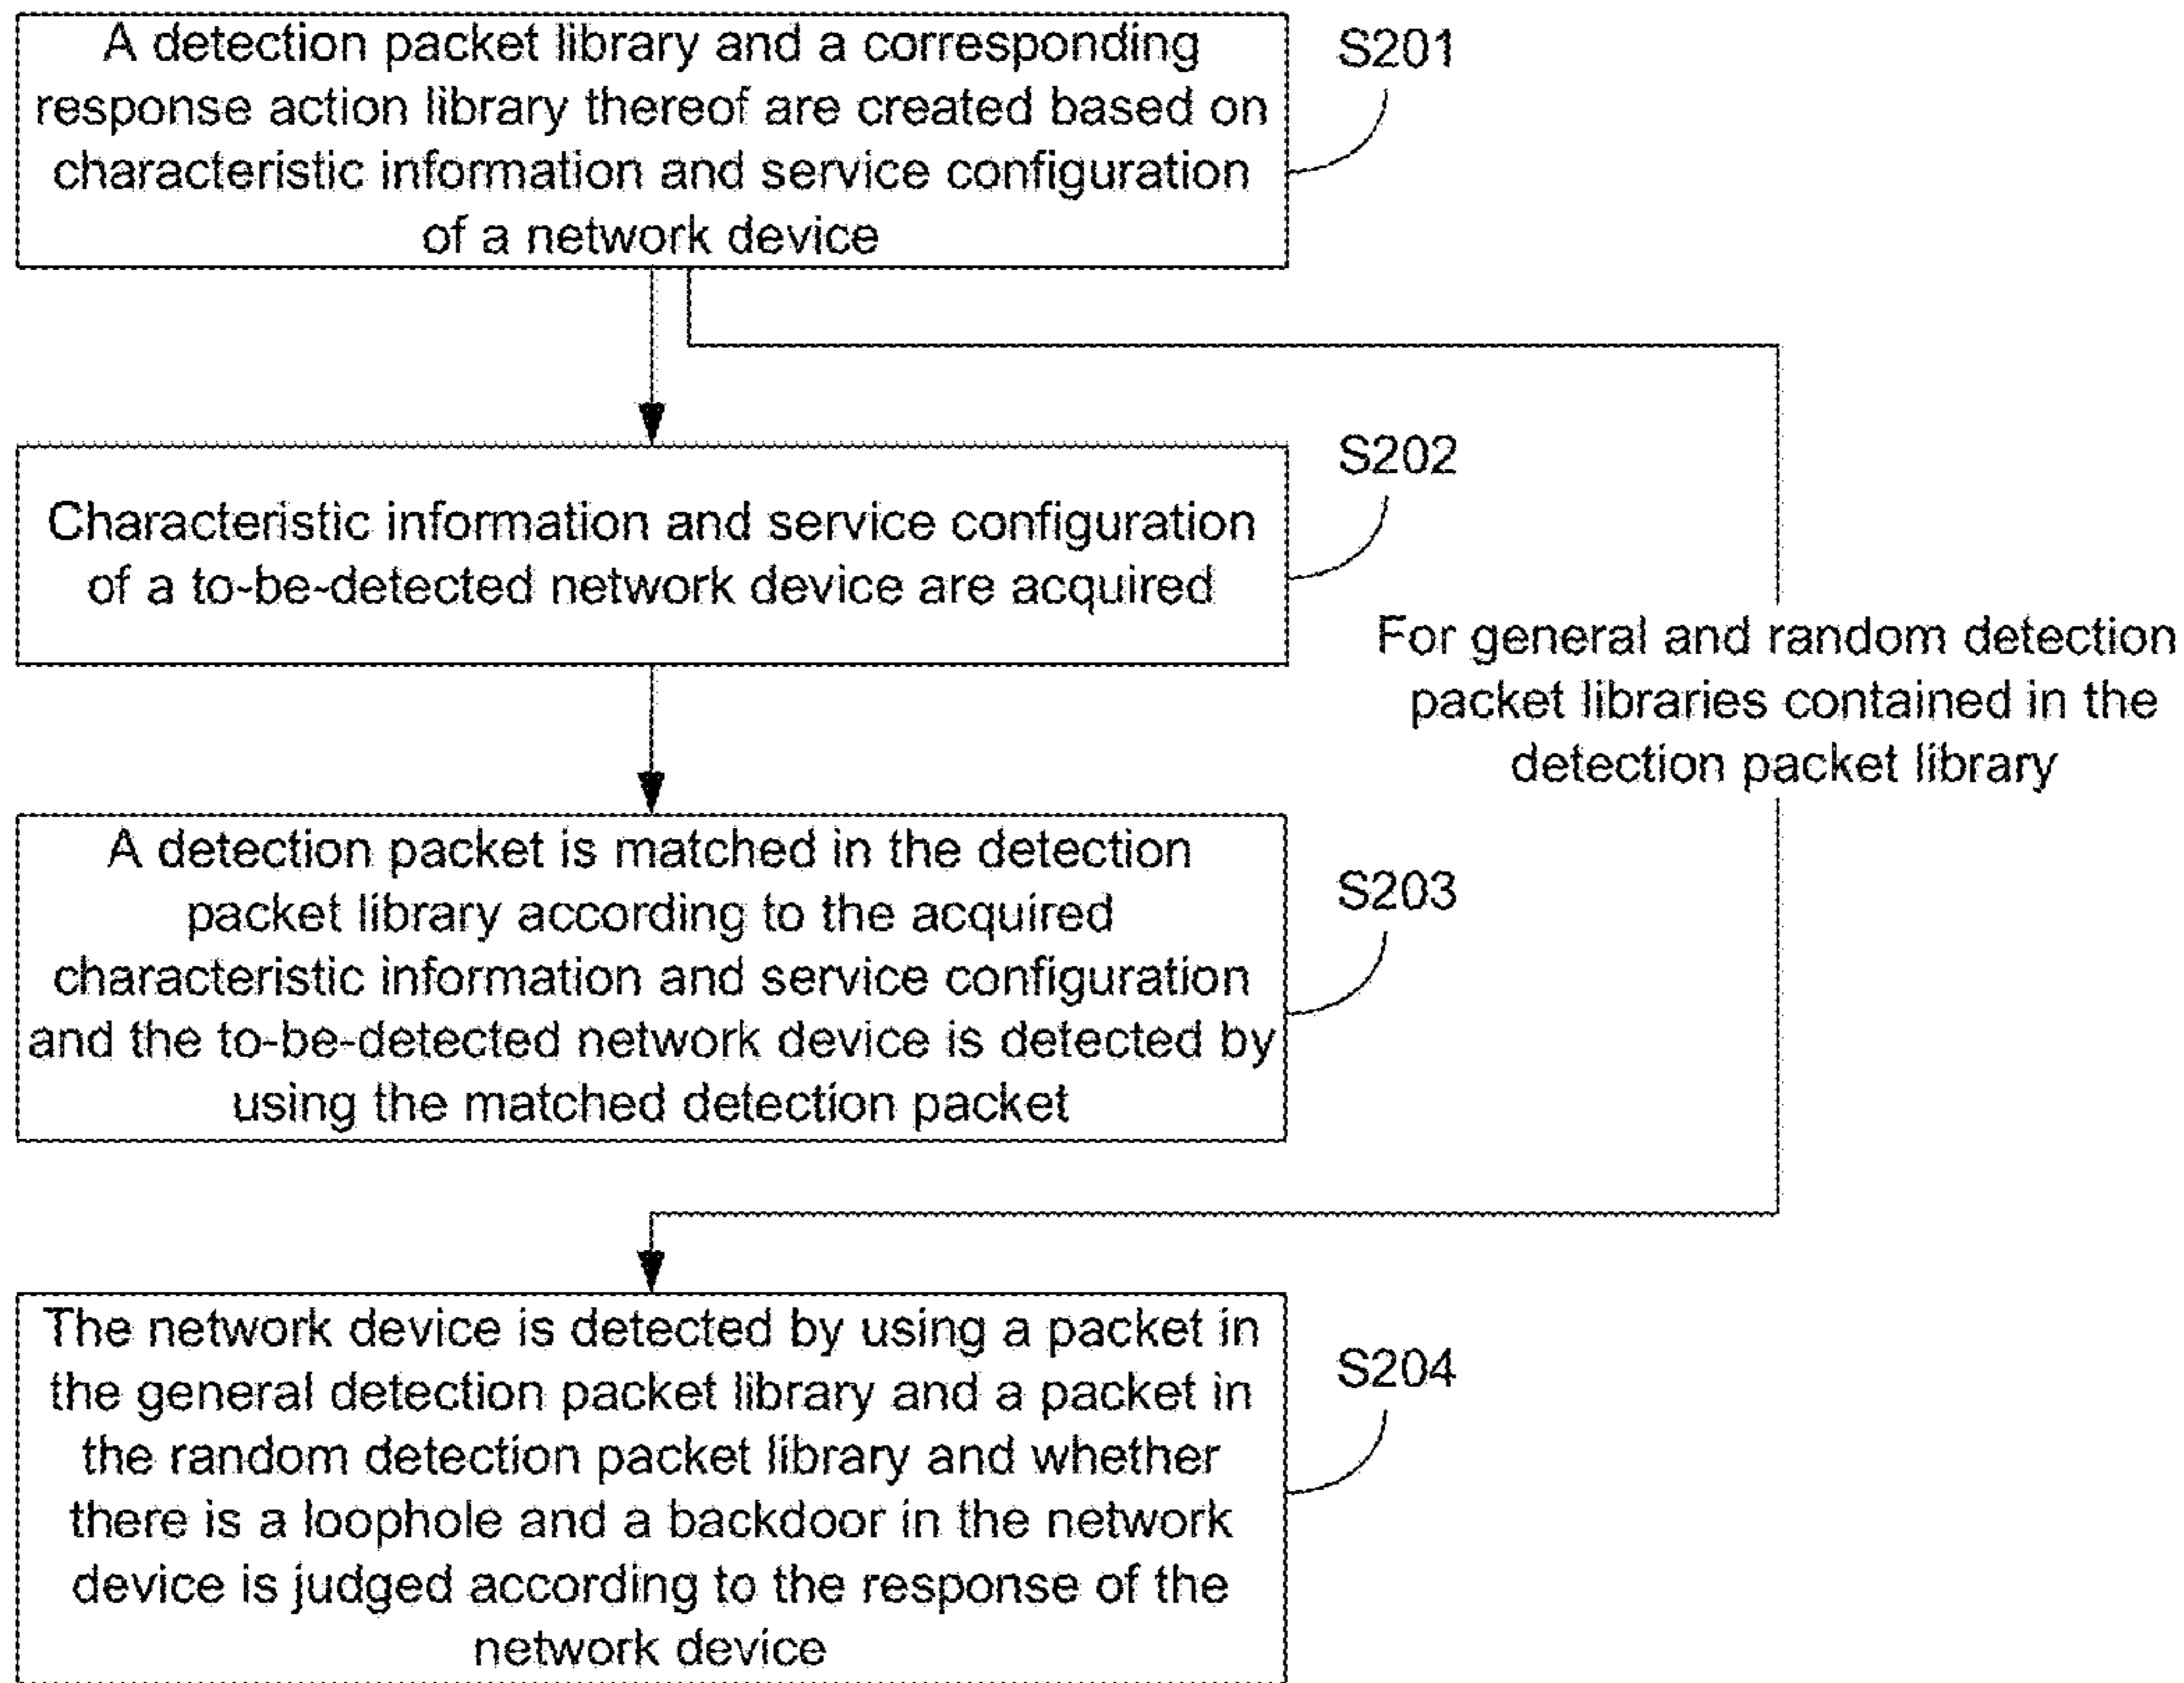 A detection packet library and a corresponding
response action library thereof are created based on
characteristic information and service configuration
of a network device
S201
Characteristic information and service configuration
of a to-be-detected network device are acquired
S202
For general and random detection
packet libraries contained in the
detection packet library
A detection packet is matched in the detection
packet library according to the acquired
characteristic information and service configuration
and the to-be-detected network device is detected by
using the matched detection packet
S203
The network device is detected by using a packet in
the general detection packet library and a packet in
the random detection packet library and whether
there is a loophole and a backdoor in the network
device is judged according to the response of the
network device
S204